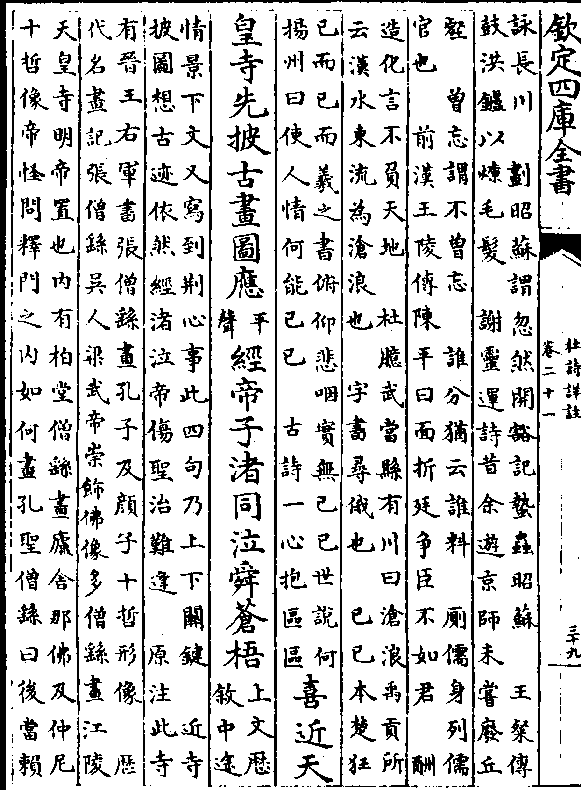 欽定四庫全書
杜詩詳註
卷二十一
三十九
詠長川 劃昭蘇謂忽然開豁記蟄蟲昭蘇 王粲傳
鼓洪鑪以燎毛髮 謝靈運詩昔余遊京師未嘗廢丘
壑 曾忘謂不曾忘 誰分猶云誰料 厠儒身列儒
官也 前漢王陵傳陳平曰面折廷爭臣不如君 酬
造化言不負天地 杜臆武當縣有川曰滄浪禹貢所
云漢水東流為滄浪也 字書尋俄也 已已本楚狂
已而已而羲之書俯仰悲咽實無已已世說何
揚州曰使人情何能已已 古詩一心抱區區
喜近天
皇寺先披古畫圖應平聲經帝子渚同泣舜蒼梧
上文歷
敘中途
情景下文又寫到荆心事此四句乃上下關鍵 近寺
披圖想古迹依然經渚泣帝傷聖治難逢 原注此寺
有晉王右軍書張僧繇畫孔子及顔子十哲形像 歷
代名畫記張僧繇吳人梁武帝崇飾佛像多僧繇畫江陵
天皇寺明帝置也内有柏堂僧繇畫廬舍那佛及仲尼
十哲像帝怪問釋門之内如何畫孔聖僧繇曰後當賴